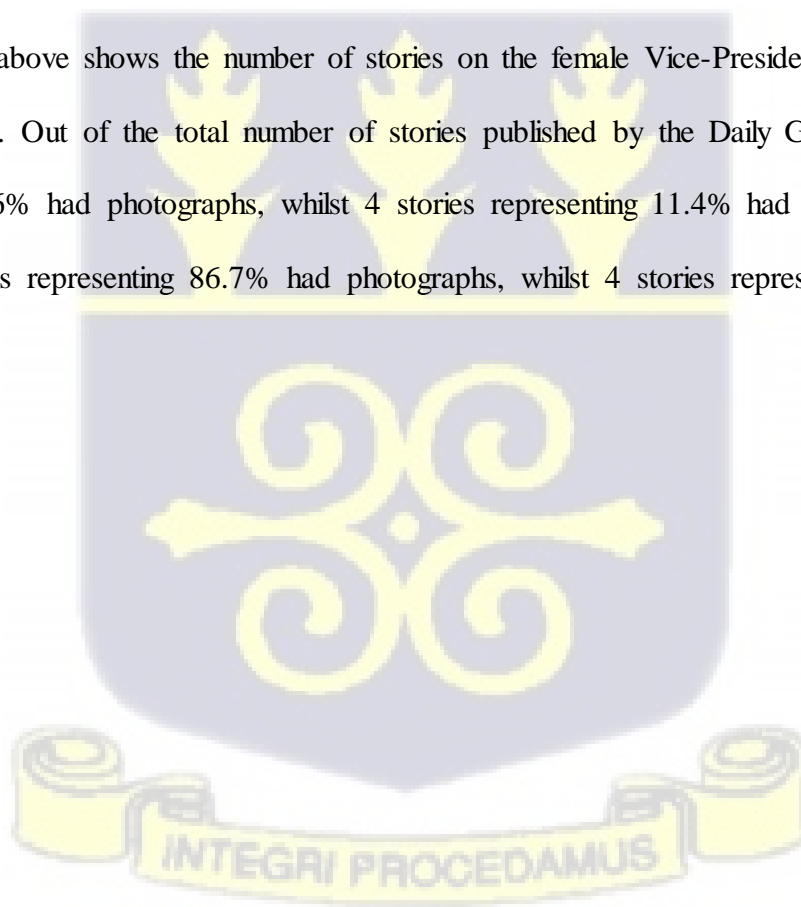 above shows the number of stories on the female Vice-Preside
. Out of the total number of stories published by the Daily G
6% had photographs, whilst 4 stories representing 11.4% had
s representing 86.7% had photographs, whilst 4 stories repres
INTEGRI PROCEDAMUS